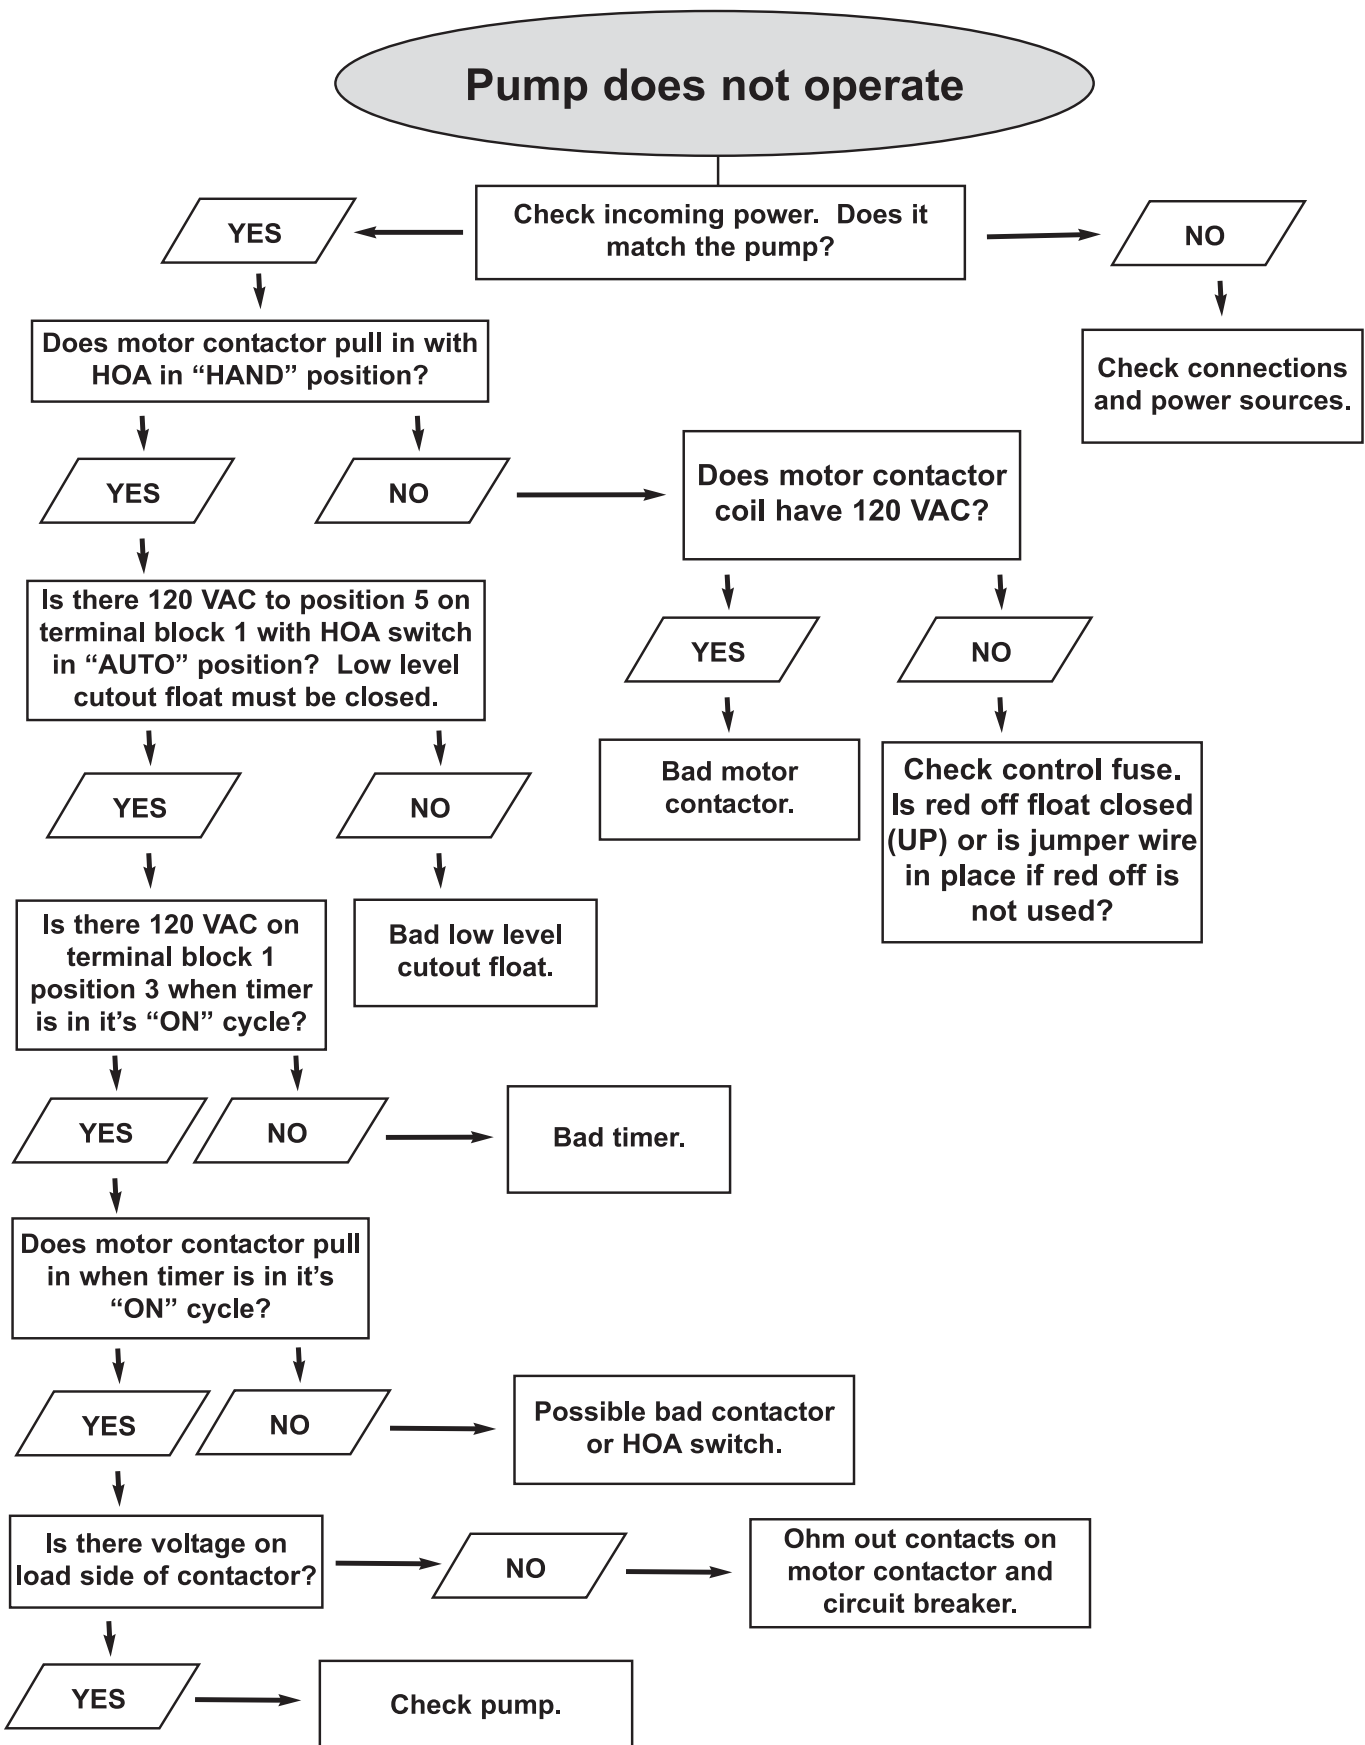 Pump does not operate
YES
Check incoming power.  Does it
match the pump?
NO
Does motor contactor pull in with
HOA in “HAND” position?
Check connections
and power sources.
YES
NO
Does motor contactor
coil have 120 VAC?
Is there 120 VAC to position 5 on
terminal block 1 with HOA switch
in “AUTO” position?  Low level
cutout float must be closed.
YES
NO
Bad motor
contactor.
Check control fuse.
Is red off float closed
(UP) or is jumper wire
in place if red off is
not used?
YES
NO
Is there 120 VAC on
terminal block 1
position 3 when timer
is in it’s “ON” cycle?
Bad low level
cutout float.
YES
NO
Bad timer.
Does motor contactor pull
in when timer is in it’s
“ON” cycle?
YES
NO
Possible bad contactor
or HOA switch.
Is there voltage on
load side of contactor?
NO
Ohm out contacts on
motor contactor and
circuit breaker.
YES
Check pump.